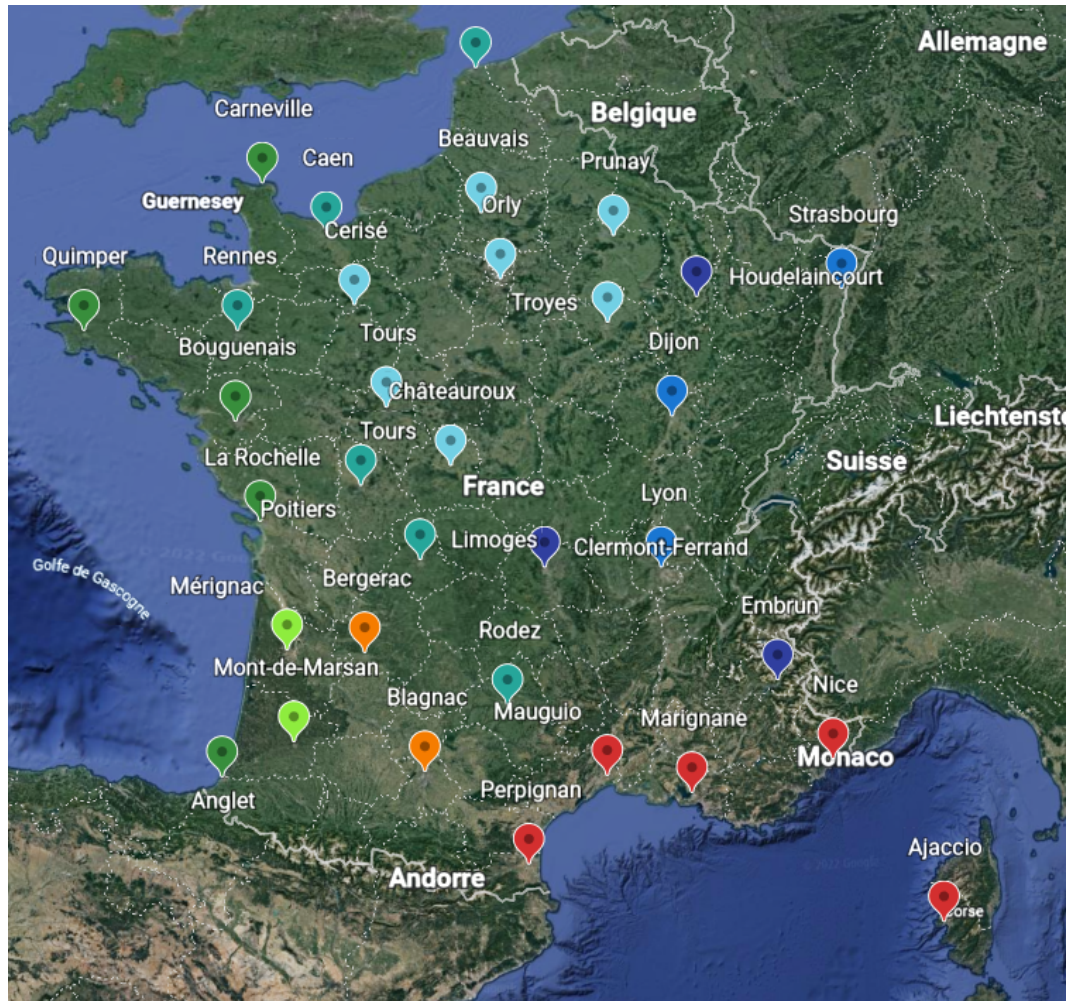 Allemagne
Carneville
Belgique
Beauvais
Caen
Prunay
Guernesey
Orly
Strasbourg
Cerisé
Quimper
Rennes
Houdelaincourt
Troyes
Tours
Dijon
Bouguenais
Châteauroux
Liechtenste
Tours
La Rochelle
Suisse
France
Lyon
Poitiers
Limoges
Clermont-Ferrand
Golfe de Gascogne
Bergerac
Mérignac
Embrun
Rodez
Mont-de-Marsan
Nice
Blagnac
Mauguio
Marignane
Monaco
Perpignan
Anglet
Ajaccio
Andorre
Corse